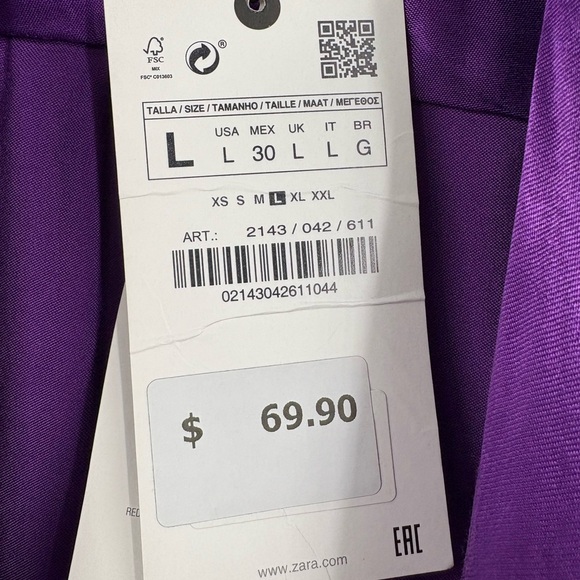 FSC
MIX
FSC® C013603
®
TALLA / SIZE / TAMANHO / TAILLE / MAAT / ΜΕΓΕΘΟΣ
L
USA MEX UK IT BR
L 30 L L G
XS S M L XL XXL
ART.: 2143 / 042 / 611
02143042611044
$ 69.90
RED
EAC
www.zara.com